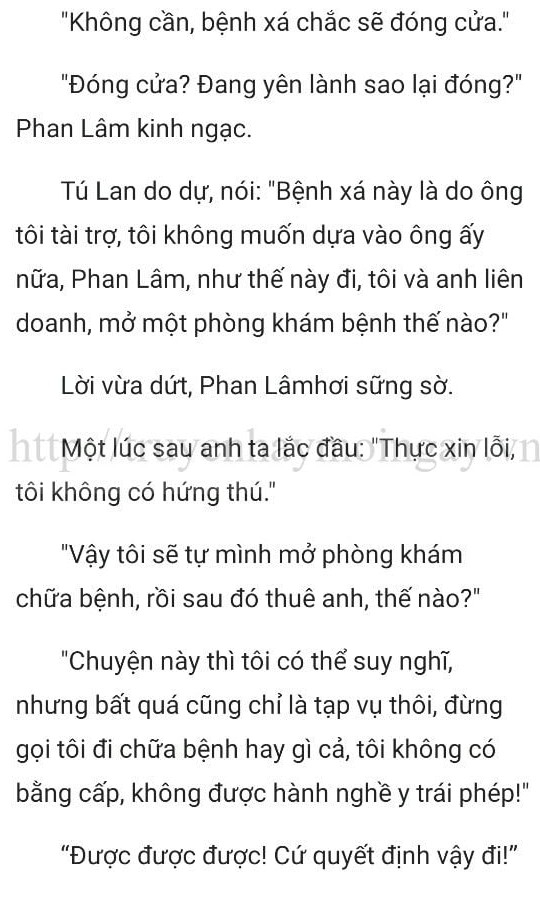 "Không cần, bệnh xá chắc sẽ đóng cửa."
"Đóng cửa? Đang yên lành sao lại đóng?"
Phan Lâm kinh ngạc.
Tú Lan do dự, nói: "Bệnh xá này là do ông
tôi tài trợ, tôi không muốn dựa vào ông ấy
nữa, Phan Lâm, như thế này đi, tôi và anh liên
doanh, mở một phòng khám bệnh thế nào?"
Lời vừa dứt, Phan Lâmhơi sững sờ.
http://truyenhaymoingay.vn
Một lúc sau anh ta lắc đầu: "Thực xin lỗi,
tôi không có hứng thú."
"Vậy tôi sẽ tự mình mở phòng khám
chữa bệnh, rồi sau đó thuê anh, thế nào?"
"Chuyện này thì tôi có thể suy nghĩ,
nhưng bất quá cũng chỉ là tạp vụ thôi, đừng
gọi tôi đi chữa bệnh hay gì cả, tôi không có
bằng cấp, không được hành nghề y trái phép!"
“Được được được! Cứ quyết định vậy đi!”